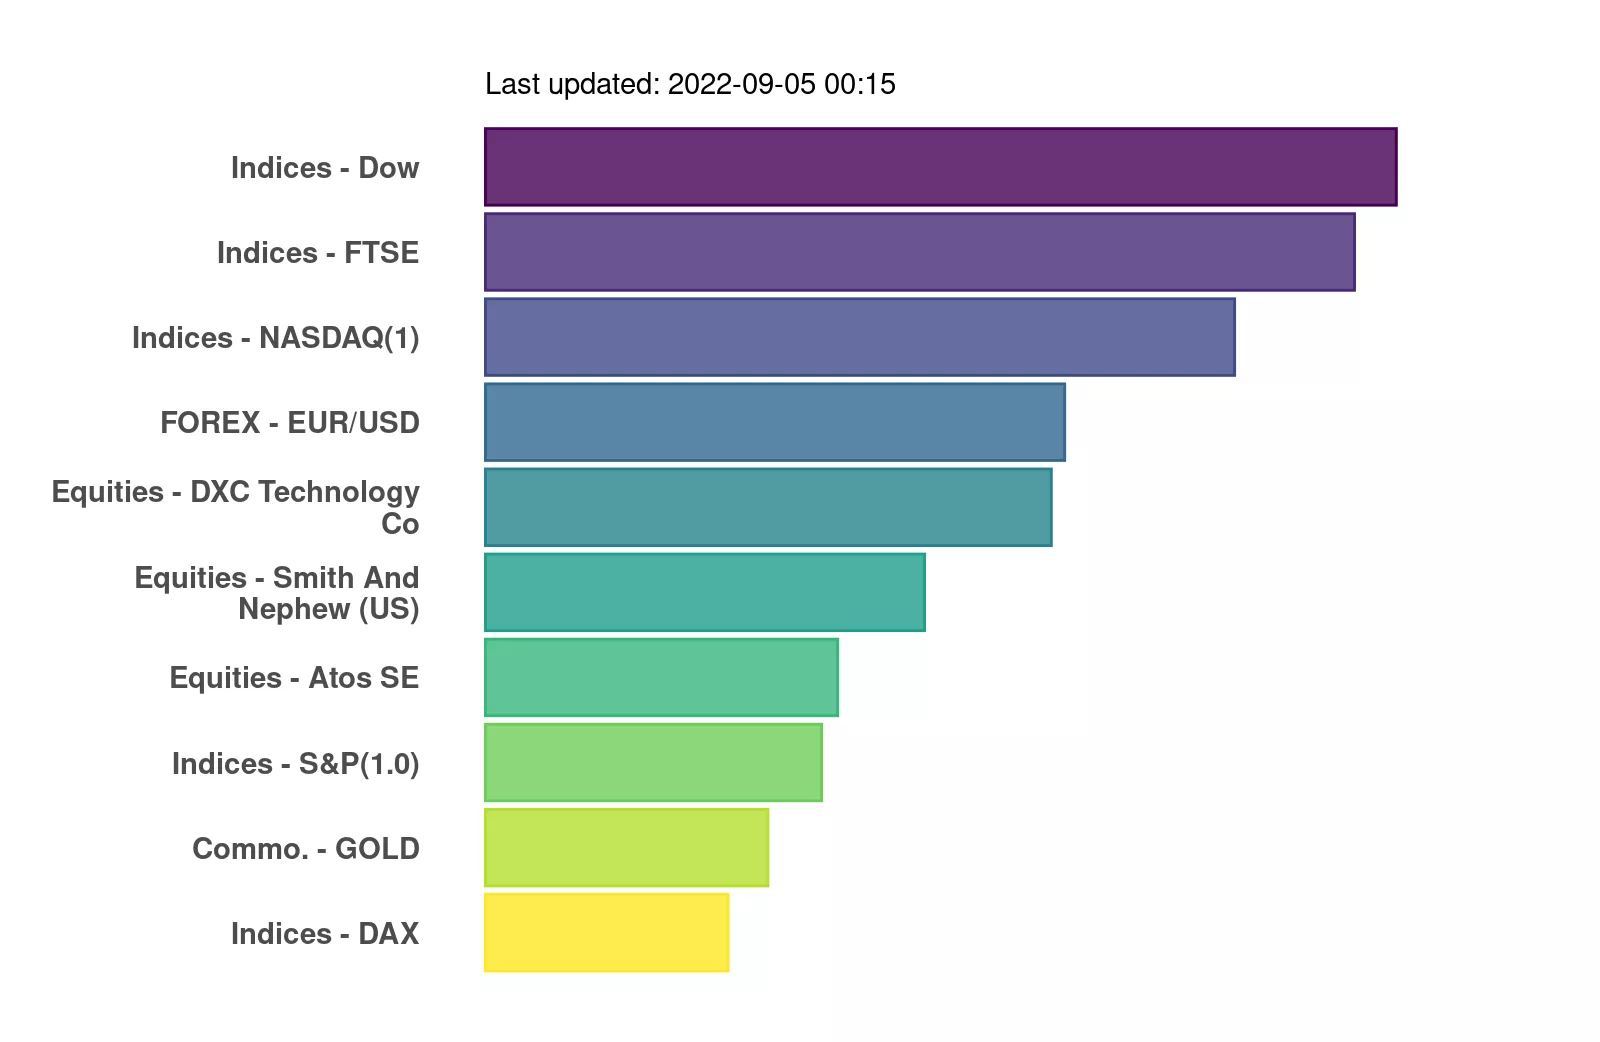 Last updated: 2022-09-05 00:15
Indices - Dow
Indices - FTSE
Indices - NASDAQ(1)
FOREX - EUR/USD
Equities - DXC Technology
Co
Equities - Smith And
Nephew (US)
Equities - Atos SE
Indices - S&P(1.0)
Commo. - GOLD
Indices - DAX